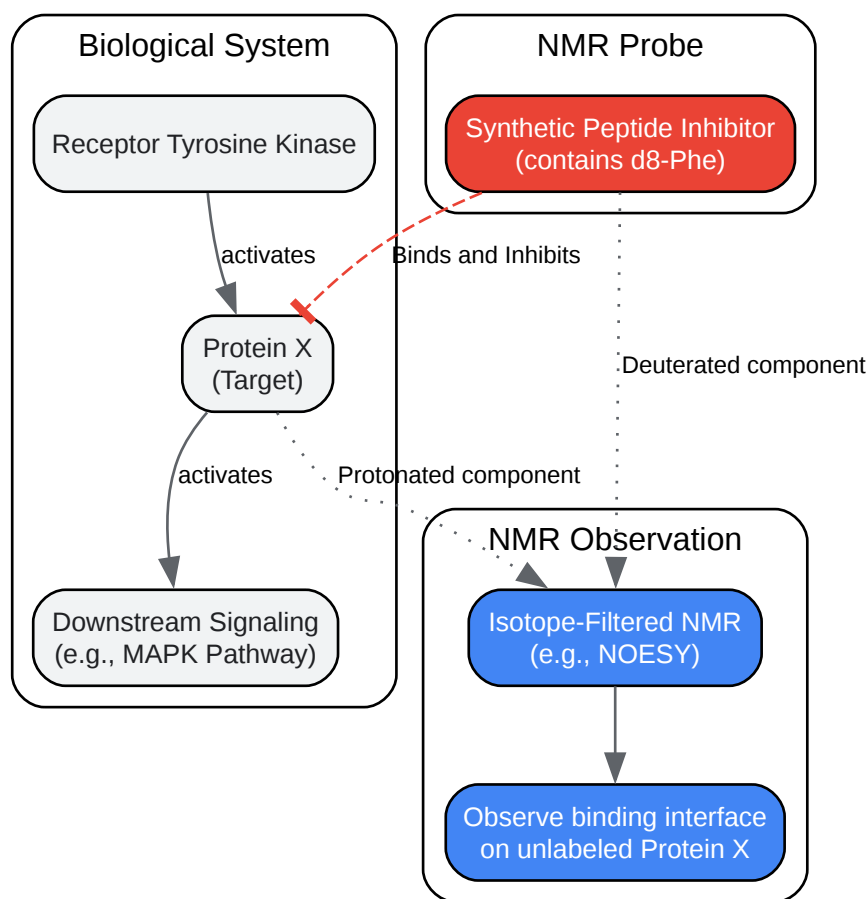 Biological System
NMR Probe
Receptor Tyrosine Kinase
Synthetic Peptide Inhibitor
(contains d8-Phe)
activates
Binds and Inhibits
Protein X
(Target)
Deuterated component
activates
Protonated component
NMR Observation
Downstream Signaling
(e.g., MAPK Pathway)
Isotope-Filtered NMR
(e.g., NOESY)
Observe binding interface
on unlabeled Protein X